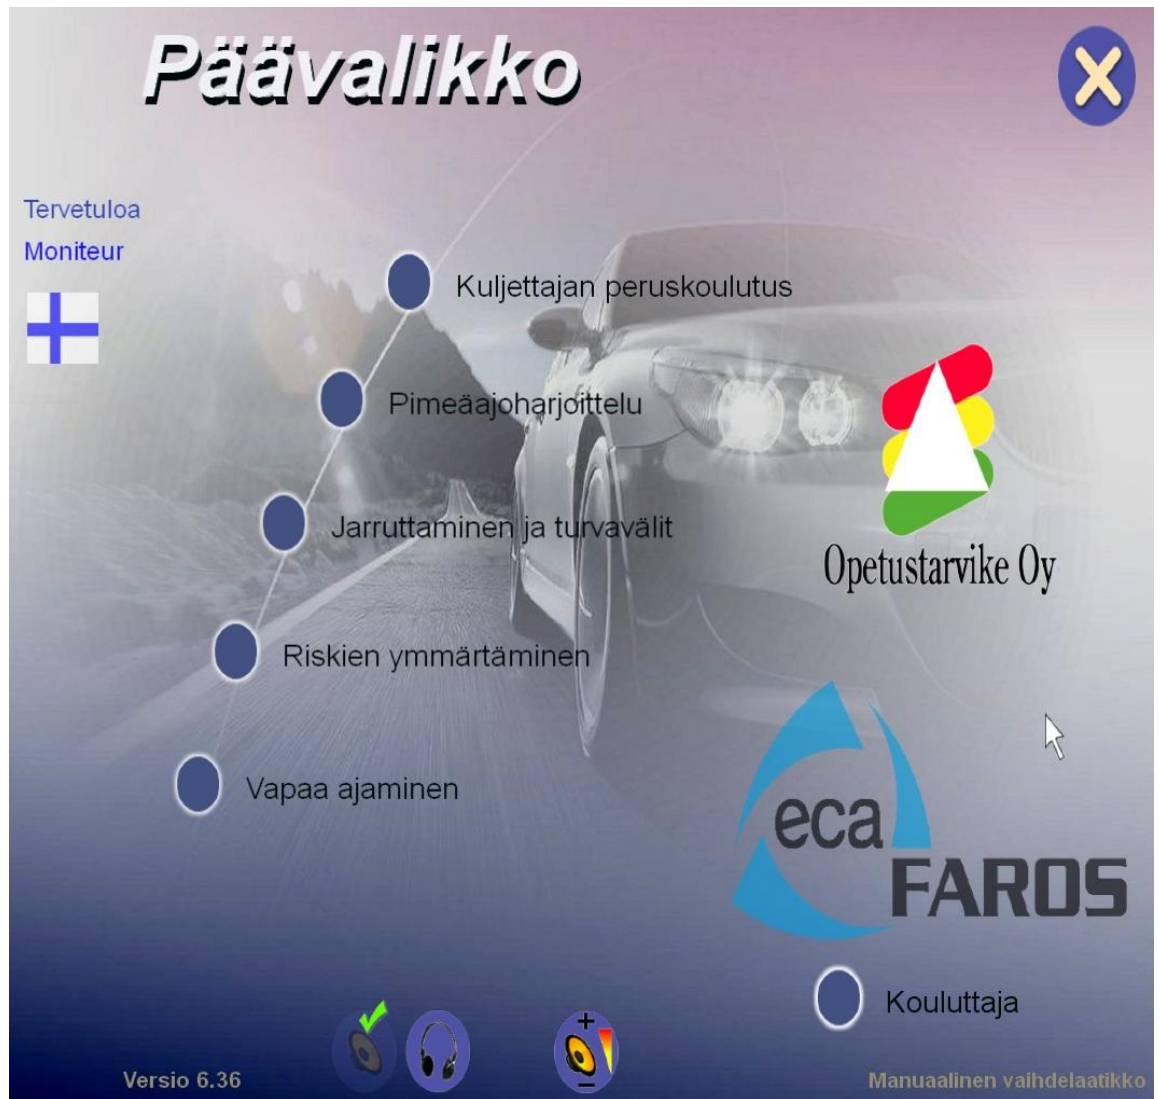 Päävalikko
Tervetuloa
Moniteur
Kuljettajan peruskoulutus
Pimeäajoharjoittelu
Jarruttaminen ja turvavälit
Opetustarvike Oy
Riskien ymmärtäminen
Vapaa ajaminen
eca
FAROS
Kouluttaja
Versio 6.36
Manuaalinen vaihdelaatikko